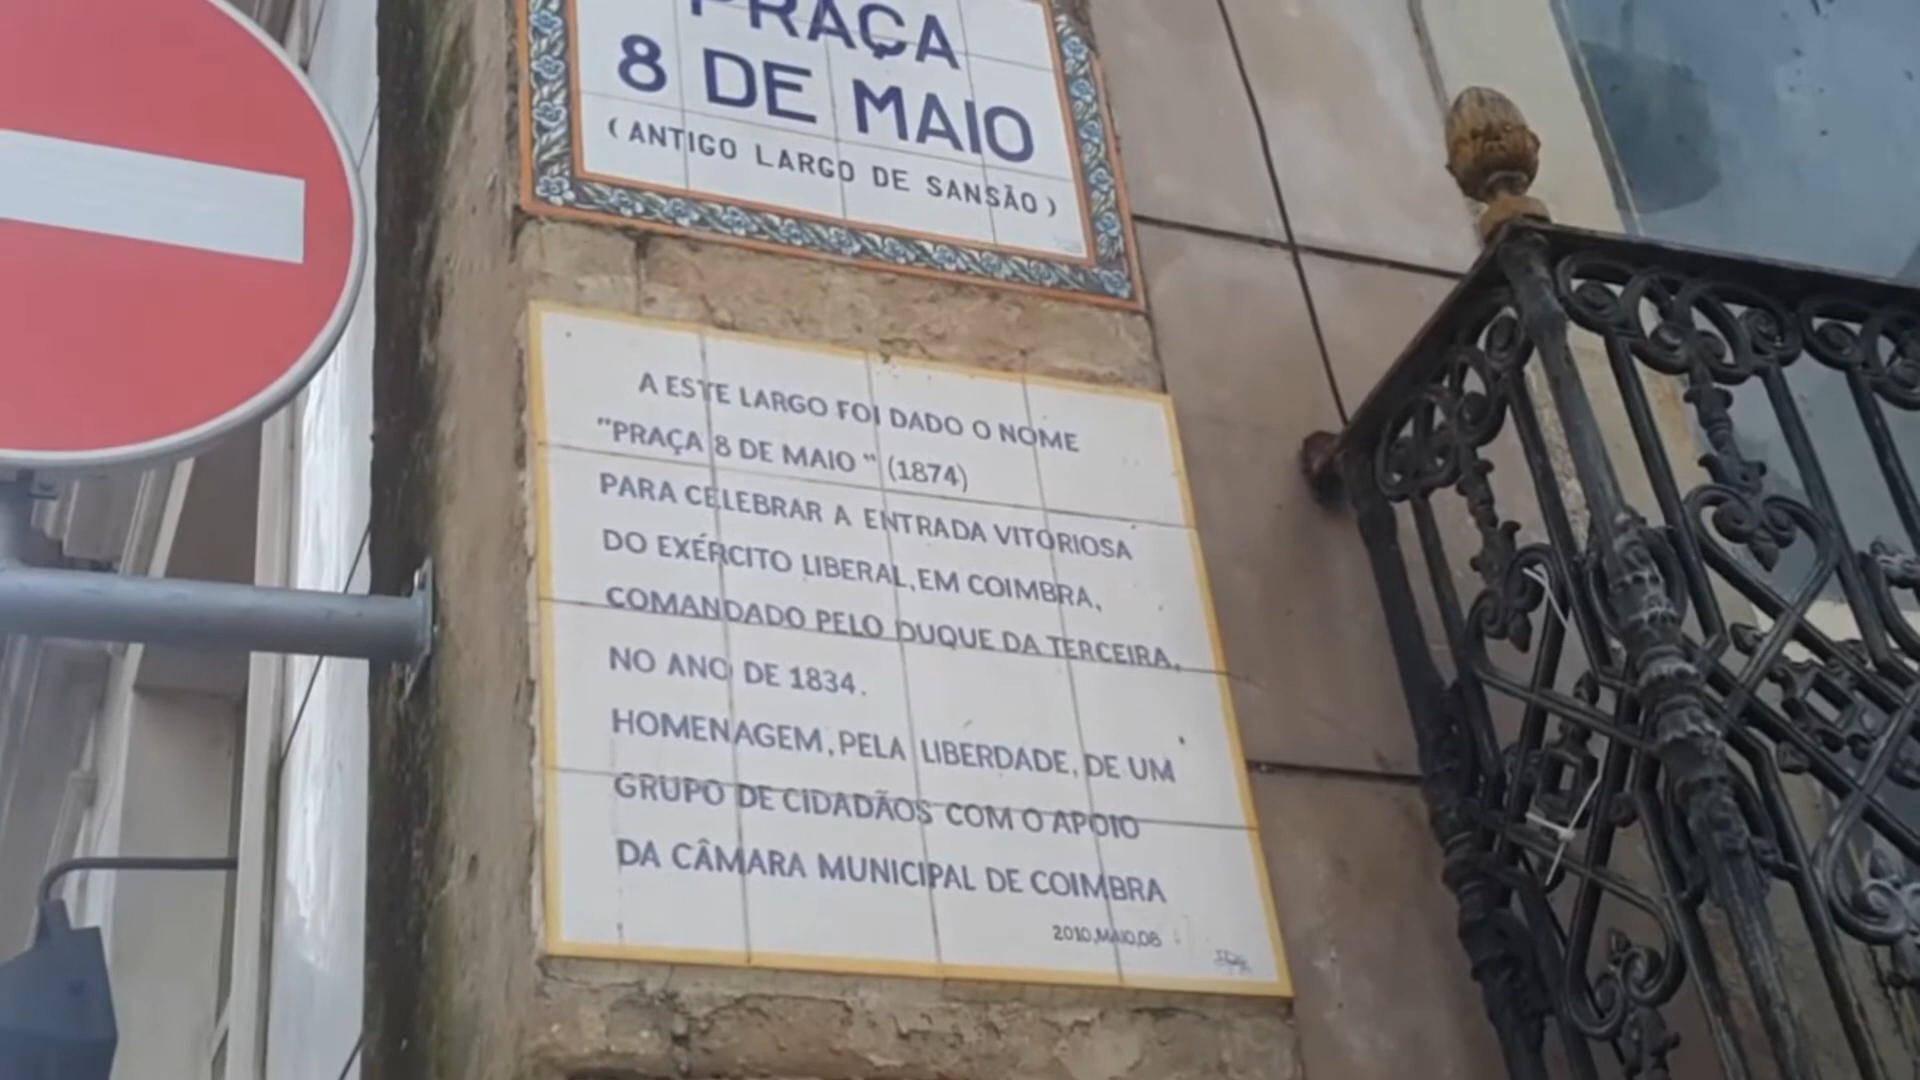 PRAÇA
8 DE MAIO
(ANTIGO LARGO DE SANSÃO)
A ESTE LARGO FOI DADO O NOME
"PRAÇA 8 DE MAIO" (1874)
PARA CELEBRAR A ENTRADA VITORIOSA
DO EXÉRCITO LIBERAL, EM COIMBRA,
COMANDADO PELO DUQUE DA TERCEIRA,
NO ANO DE 1834.
HOMENAGEM, PELA LIBERDADE, DE UM
GRUPO DE CIDADÃOS COM O APOIO
DA CÂMARA MUNICIPAL DE COIMBRA
2010,MAIO,08